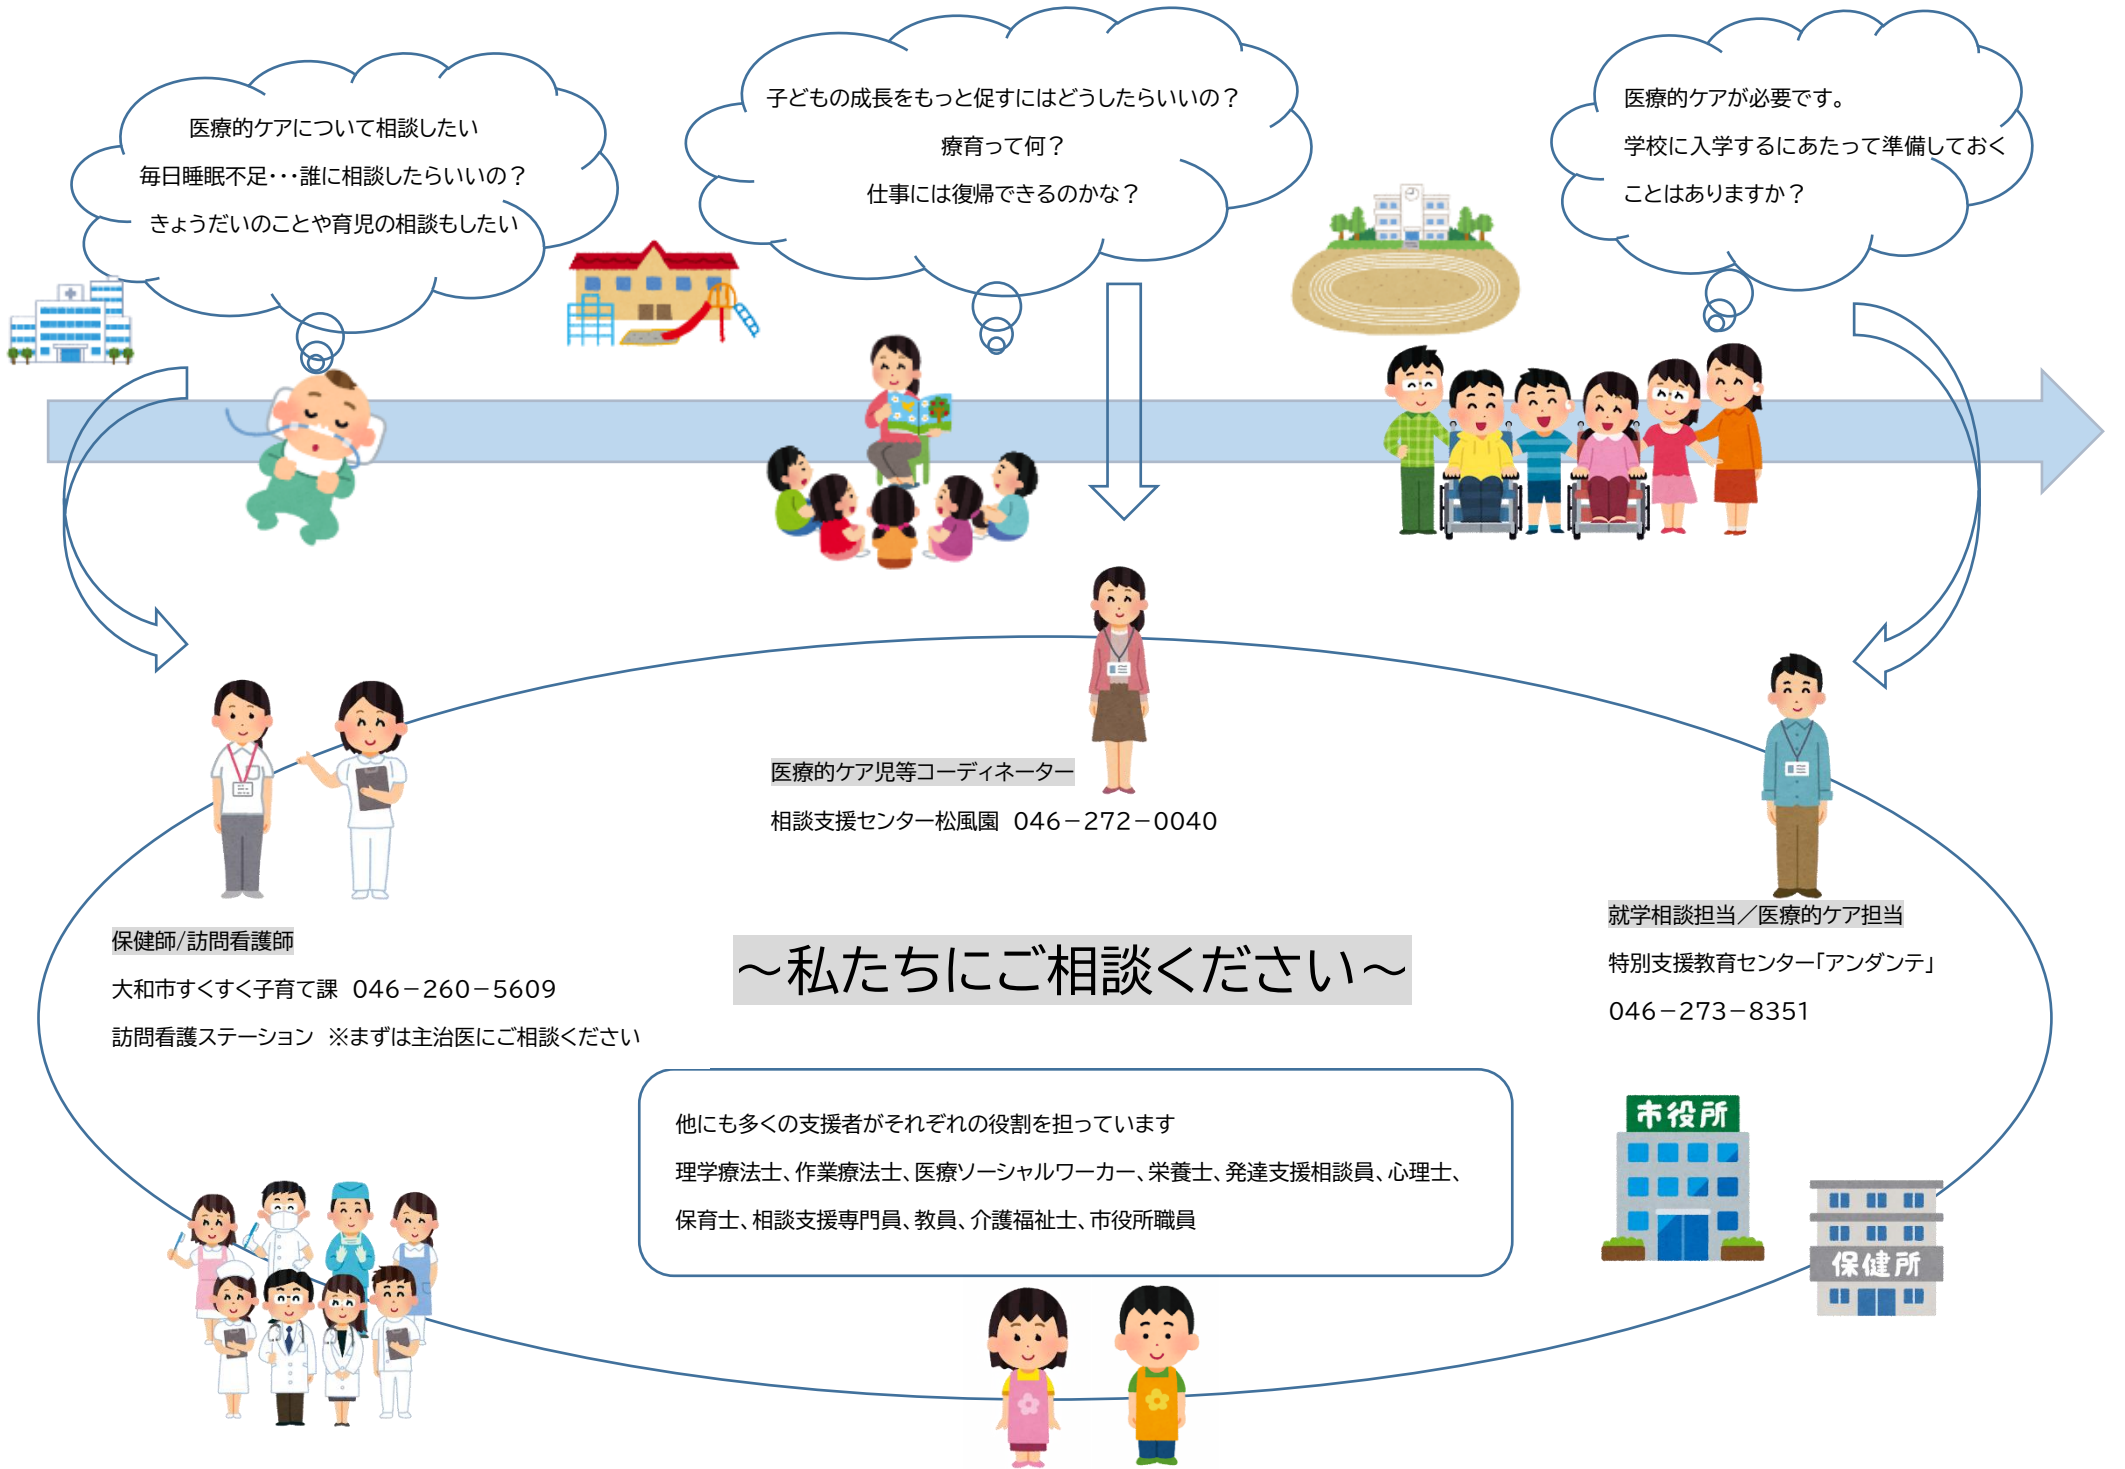 医療的ケアについて相談したい
毎日睡眠不足・・・誰に相談したらいいの？
きょうだいのことや育児の相談もしたい
子どもの成長をもっと促すにはどうしたらいいの？
療育って何？
仕事には復帰できるのかな？
医療的ケアが必要です。
学校に入学するにあたって準備しておく
ことはありますか？
医療的ケア児等コーディネーター
相談支援センター松風園 046－272－0040
保健師/訪問看護師
大和市すくすく子育て課 046－260－5609
訪問看護ステーション ※まずは主治医にご相談ください
～私たちにご相談ください～
就学相談担当／医療的ケア担当
特別支援教育センター「アンダンテ」
046－273－8351
他にも多くの支援者がそれぞれの役割を担っています
理学療法士、作業療法士、医療ソーシャルワーカー、栄養士、発達支援相談員、心理士、
保育士、相談支援専門員、教員、介護福祉士、市役所職員
市役所
保健所